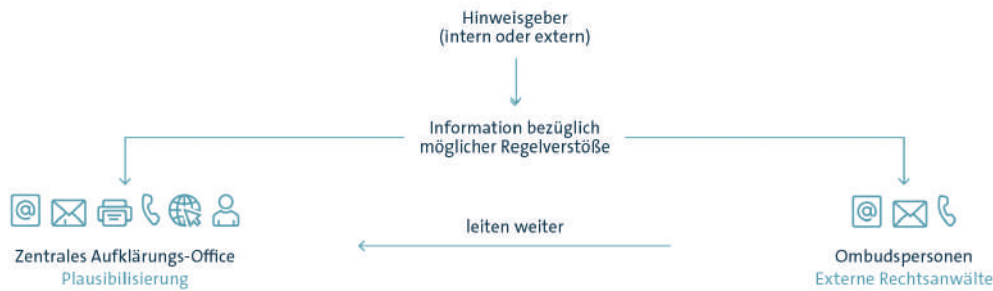 Hinweisgeber
(intern oder extern)
Information bezüglich
möglicher Regelverstöße
leiten weiter
Zentrales Aufklärungs-Office
Plausibilisierung
Ombudspersonen
Externe Rechtsanwälte